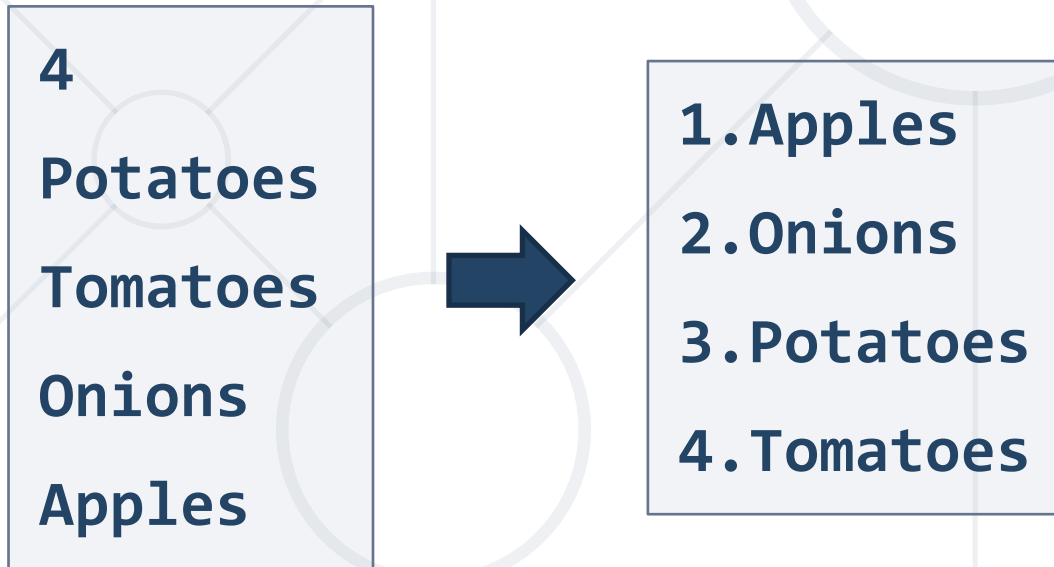 4
Potatoes
Tomatoes
Onions
Apples
1.Apples
2.Onions
3.Potatoes
4.Tomatoes